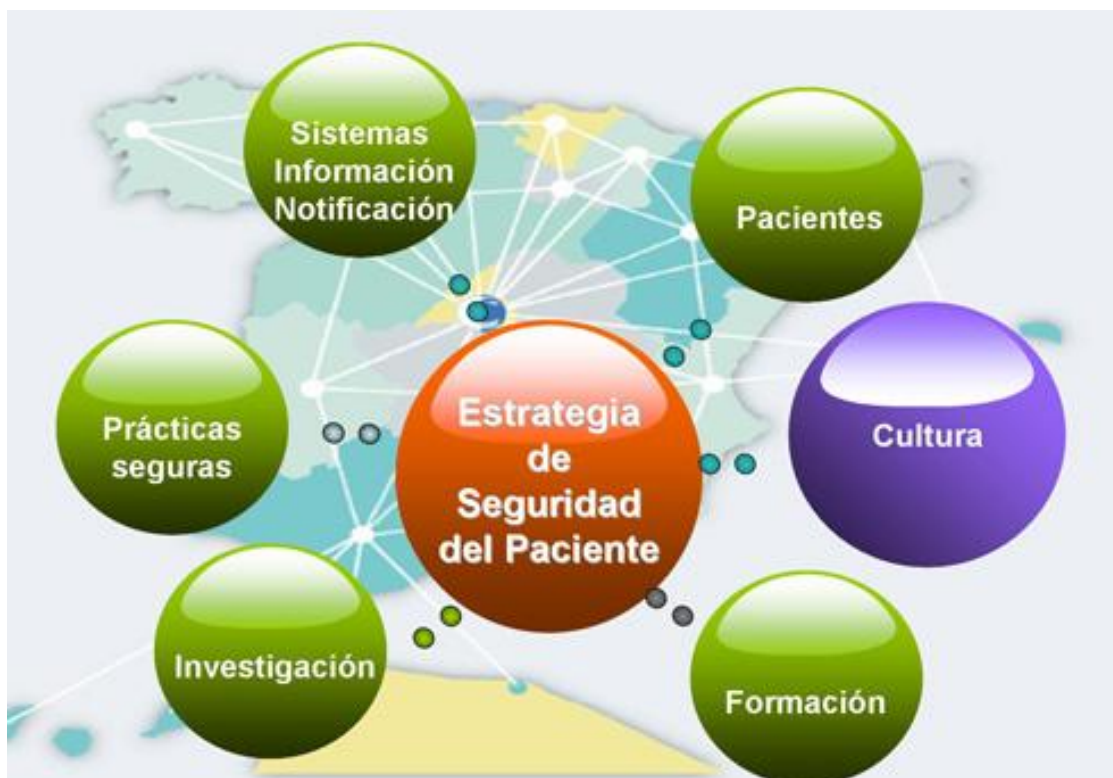 Sistemas
Información
Notificación
Pacientes
Prácticas
seguras
Estrategia
de
Seguridad
del Paciente
Cultura
Investigación
Formación